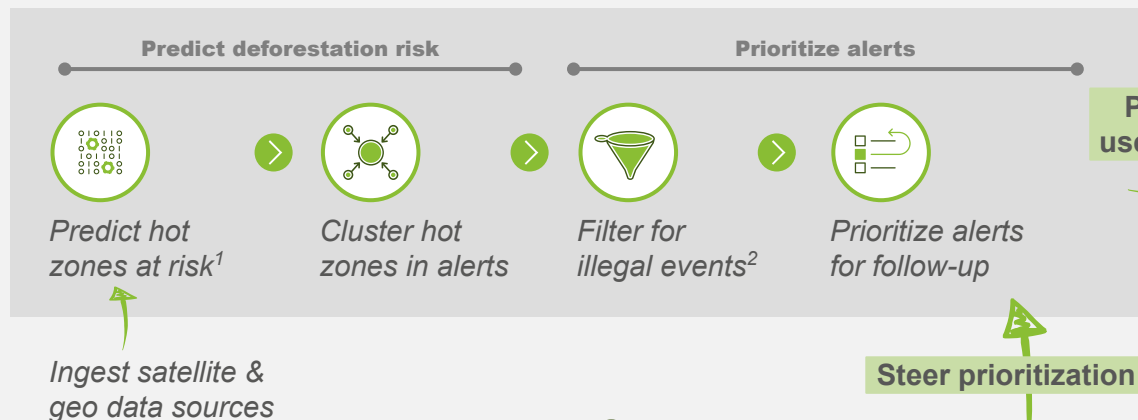 Predict deforestation risk
Prioritize alerts
P
use
Predict hot
zones at risk1
Cluster hot
zones in alerts
Filter for
illegal events2
Prioritize alerts
for follow-up
Ingest satellite &
geo data sources
Steer prioritization